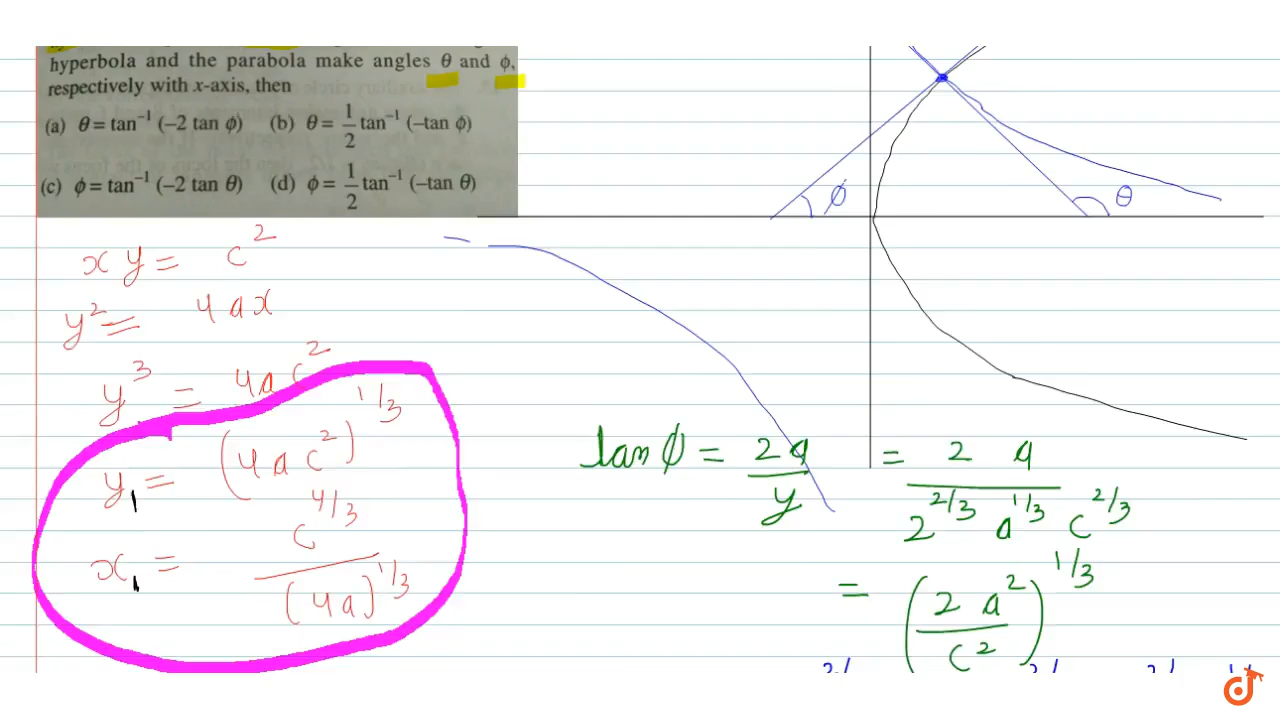 hyperbola and the parabola make angles θ and ϕ,
respectively with x-axis, then
(a) θ = tan⁻¹ (−2 tan ϕ) (b) θ = 1/2 tan⁻¹ (−tan ϕ)
(c) ϕ = tan⁻¹ (−2 tan θ) (d) ϕ = 1/2 tan⁻¹ (−tan θ)
ϕ
θ
xy = c²
y² = 4ax
y³ = 4ac²
y₁ = (4ac²)^1/3
x₁ = c^4/3 / (4a)^1/3
tan ϕ = 2a / y = 2a / 2^2/3 a^1/3 c^2/3
= (2a² / c²)^1/3